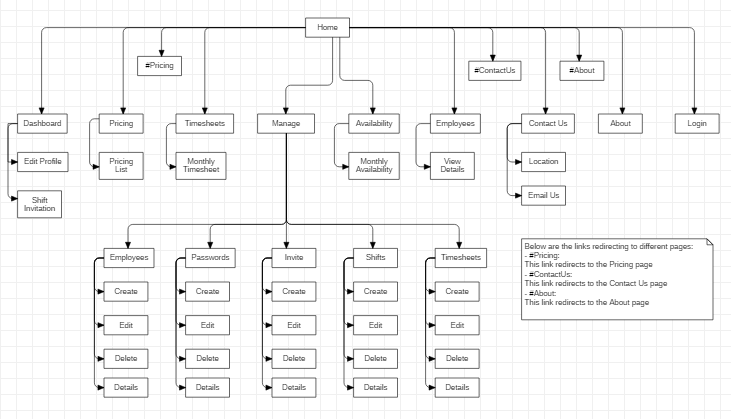 Home
#Pricing
#ContactUs
#About
Dashboard
Pricing
Timesheets
Manage
Availability
Employees
Contact Us
About
Login
Edit Profile
Pricing
List
Monthly
Timesheet
Monthly
Availability
View
Details
Location
Shift
Invitation
Email Us
Employees
Passwords
Invite
Shifts
Timesheets
Create
Create
Create
Create
Create
Edit
Edit
Edit
Edit
Edit
Delete
Delete
Delete
Delete
Delete
Details
Details
Details
Details
Details
Below are the links redirecting to different pages:
- #Pricing:
This link redirects to the Pricing page
- #ContactUs:
This link redirects to the Contact Us page
- #About:
This link redirects to the About page